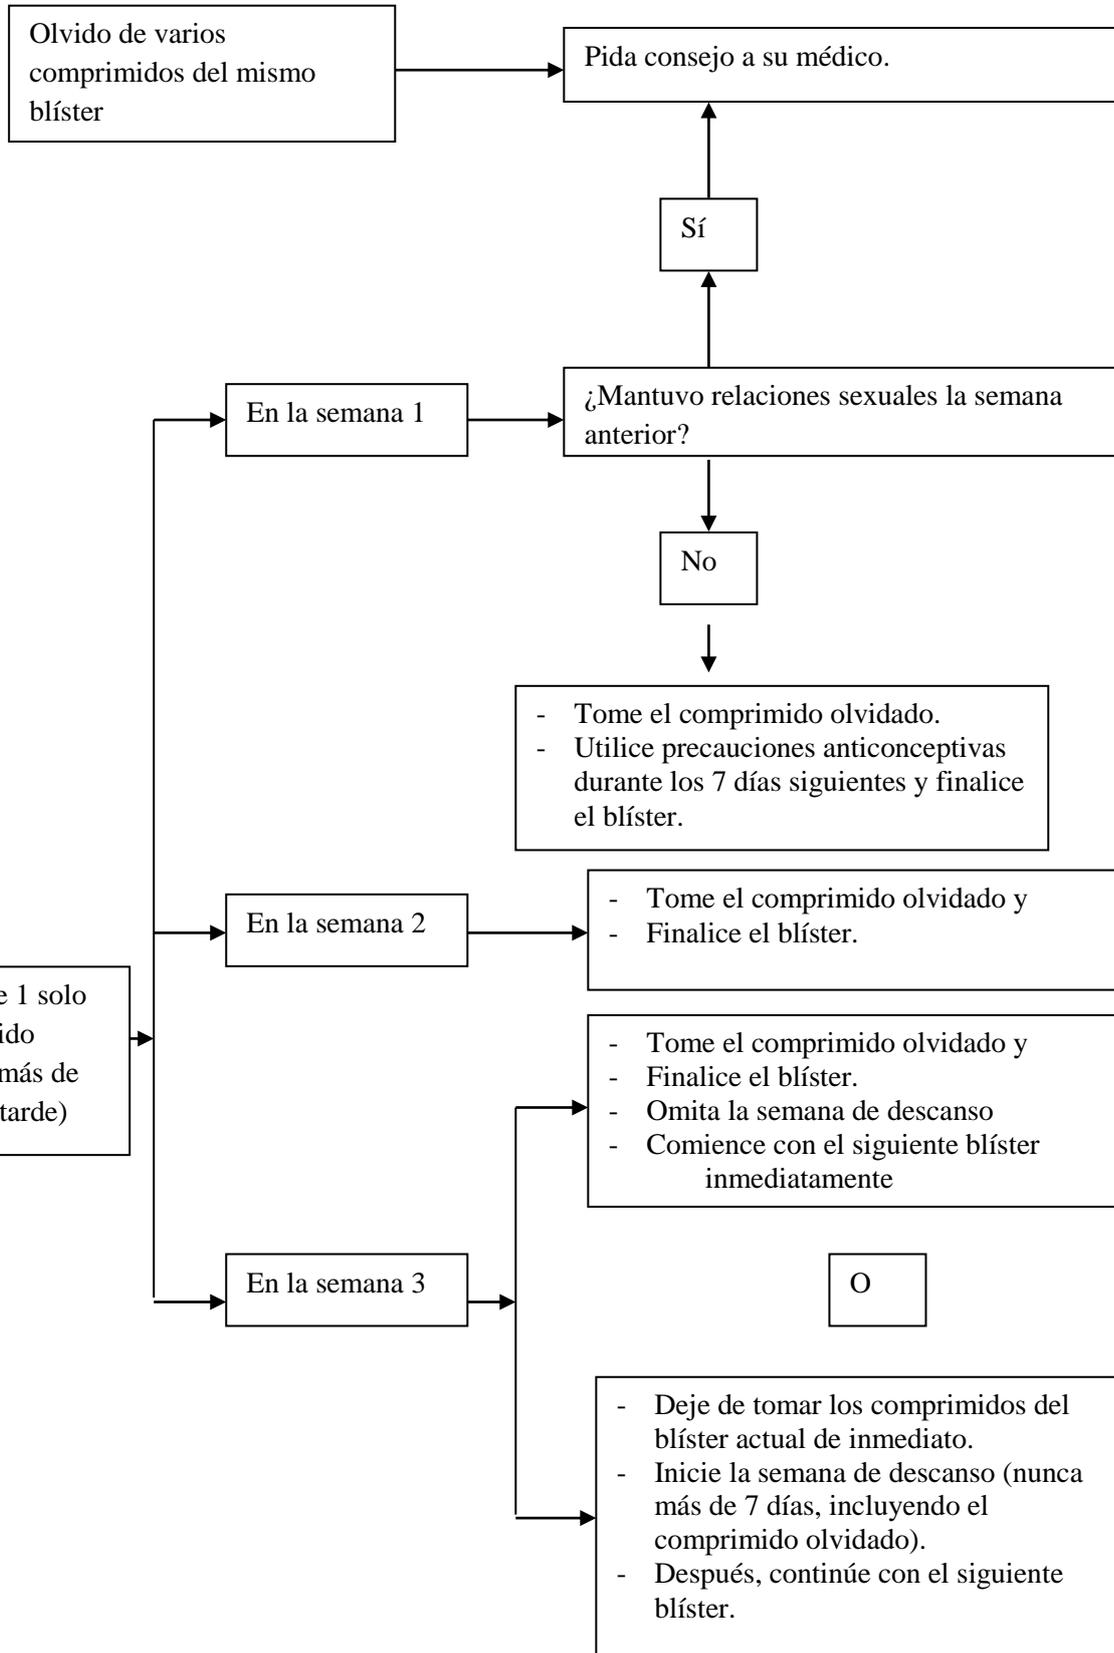 Olvido de varios
comprimidos del mismo
blíster
Pida consejo a su médico.
Sí
En la semana 1
¿Mantuvo relaciones sexuales la semana
anterior?
No
- Tome el comprimido olvidado.
- Utilice precauciones anticonceptivas
durante los 7 días siguientes y finalice
el blíster.
En la semana 2
- Tome el comprimido olvidado y
- Finalice el blíster.
e 1 solo
ido
más de
tarde)
- Tome el comprimido olvidado y
- Finalice el blíster.
- Omita la semana de descanso
- Comience con el siguiente blíster
inmediatamente
En la semana 3
O
- Deje de tomar los comprimidos del
blíster actual de inmediato.
- Inicie la semana de descanso (nunca
más de 7 días, incluyendo el
comprimido olvidado).
- Después, continúe con el siguiente
blíster.